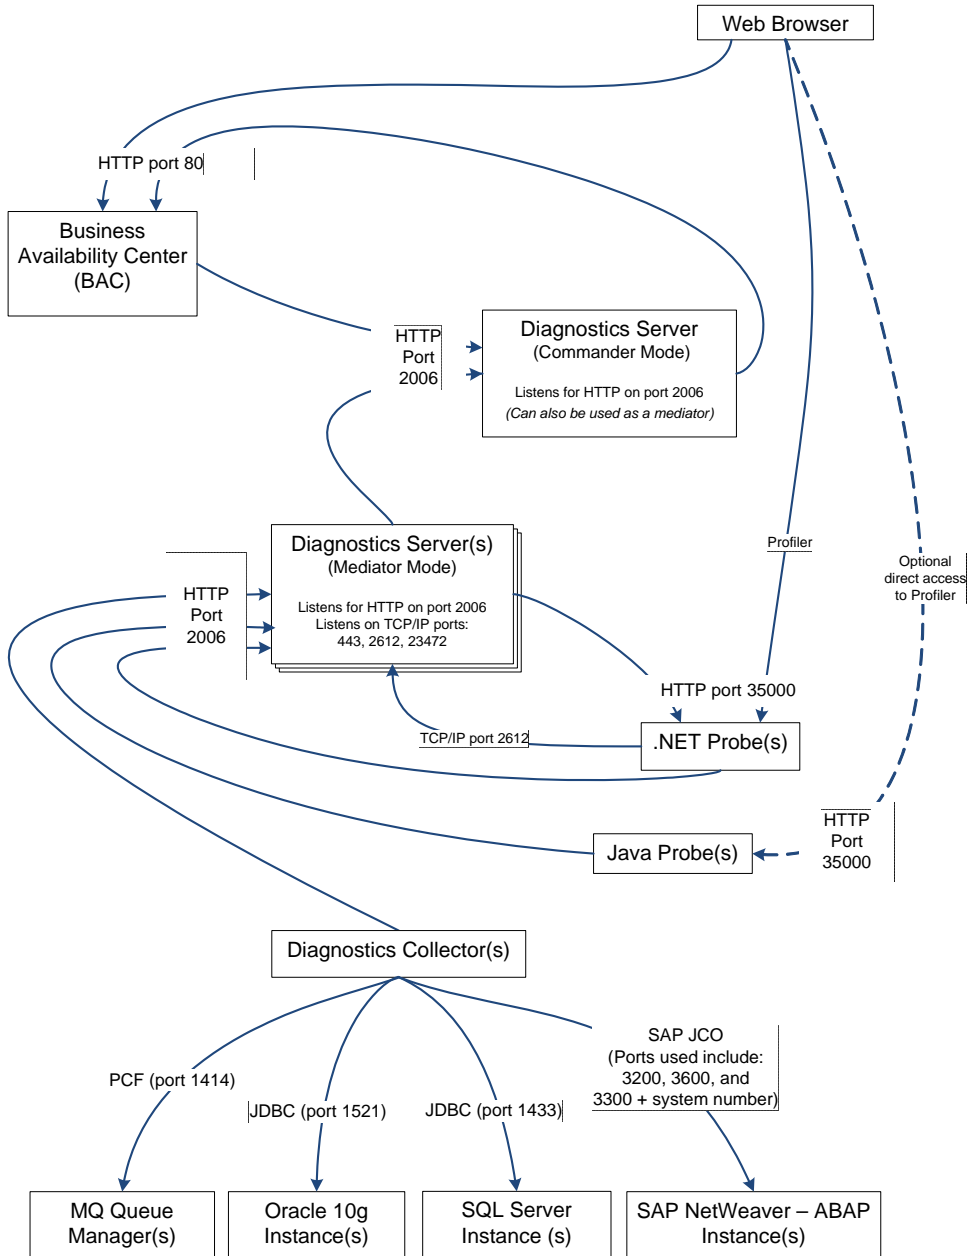 Web Browser
HTTP port 80
Business
Availability Center
(BAC)
HTTP
Port
2006
Diagnostics Server
(Commander Mode)
Listens for HTTP on port 2006
(Can also be used as a mediator)
Diagnostics Server(s)
(Mediator Mode)
Listens for HTTP on port 2006
Listens on TCP/IP ports:
443, 2612, 23472
Profiler
Optional
direct access
to Profiler
HTTP
Port
2006
HTTP port 35000
TCP/IP port 2612
.NET Probe(s)
HTTP
Port
35000
Java Probe(s)
Diagnostics Collector(s)
SAP JCO
(Ports used include:
3200, 3600, and
3300 + system number)
PCF (port 1414)
JDBC (port 1521)
JDBC (port 1433)
MQ Queue
Manager(s)
Oracle 10g
Instance(s)
SQL Server
Instance (s)
SAP NetWeaver – ABAP
Instance(s)